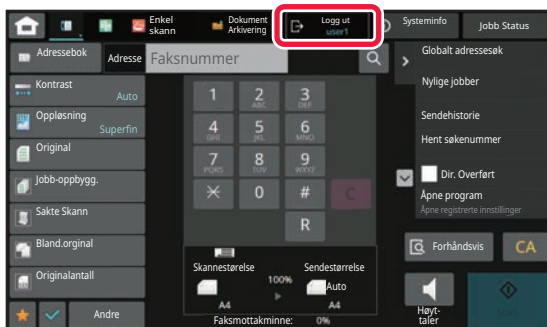 Enkel
skann
Dokument
Arkivering
Logg ut
user1
Systeminfo
Jobb Status
Adressebok
Adresse
Faksnummer
Globalt adressesøk
Nylige jobber
Sendehistorie
Hent søkenummer
Dir. Overført
Åpne program
Åpne registrerte innstillinger
Kontrast
Auto
Oppløsning
Superfin
Original
Jobb-oppbygg.
Sakte Skann
Bland.orginal
Originalantall
Andre
1
2
ABC
3
DEF
4
GHI
5
JKL
6
MNO
7
PQRS
8
TUV
9
WXYZ
0
#
C
R
Skannestørelse
100%
Sendestørrelse
Auto
A4
A4
Faksmottakminne: 0%
Forhåndsvis
CA
Høyt-
taler
Start